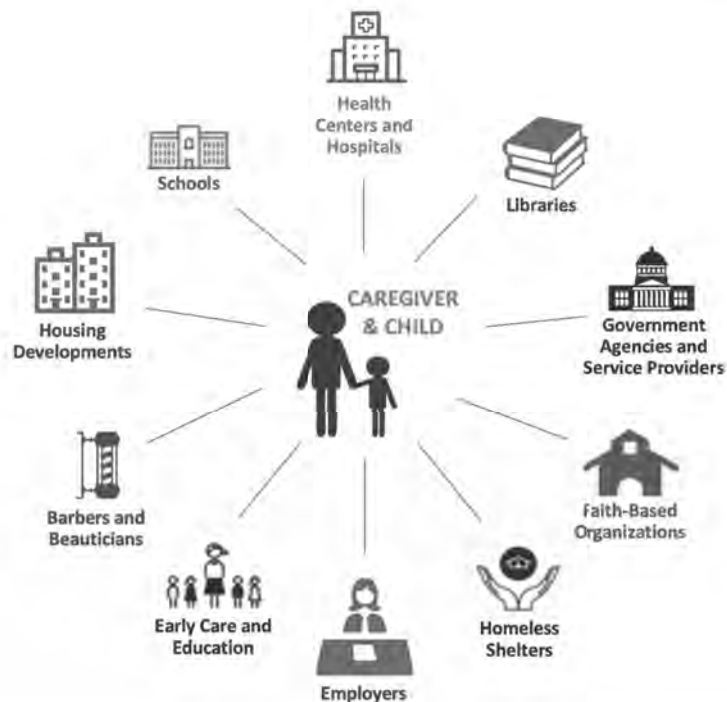 Health
Centers and
Hospitals
Schools
Libraries
CAREGIVER
& CHILD
Housing
Developments
Government
Agencies and
Service Providers
Barbers and
Beauticians
Faith-Based
Organizations
Early Care and
Education
Homeless
Shelters
Employers